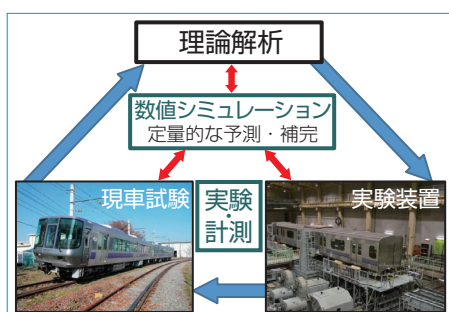 理論解析
数値シミュレーション
定量的な予測・補完
現車試験
実験・計測
実験装置